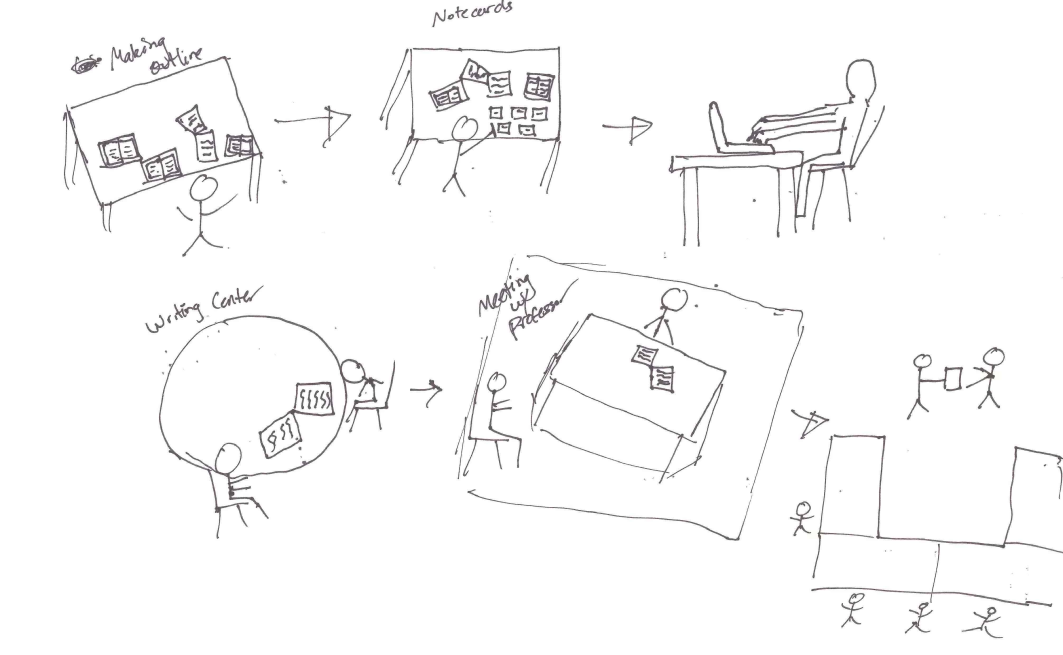 Making
outline
Notecards
Writing Center
Meeting
w/
Professor